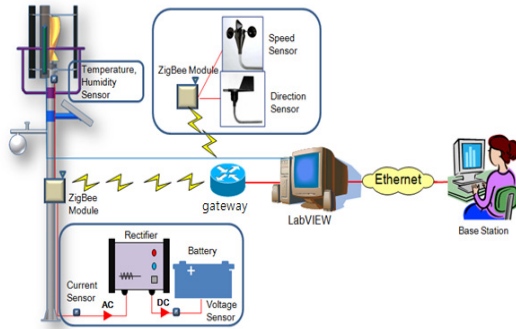 Speed
Sensor
ZigBee Module
Direction
Sensor
Temperature,
Humidity
Sensor
ZigBee
Module
gateway
LabVIEW
Ethernet
Base Station
Rectifier
Battery
Current
Sensor
AC
DC
Voltage
Sensor